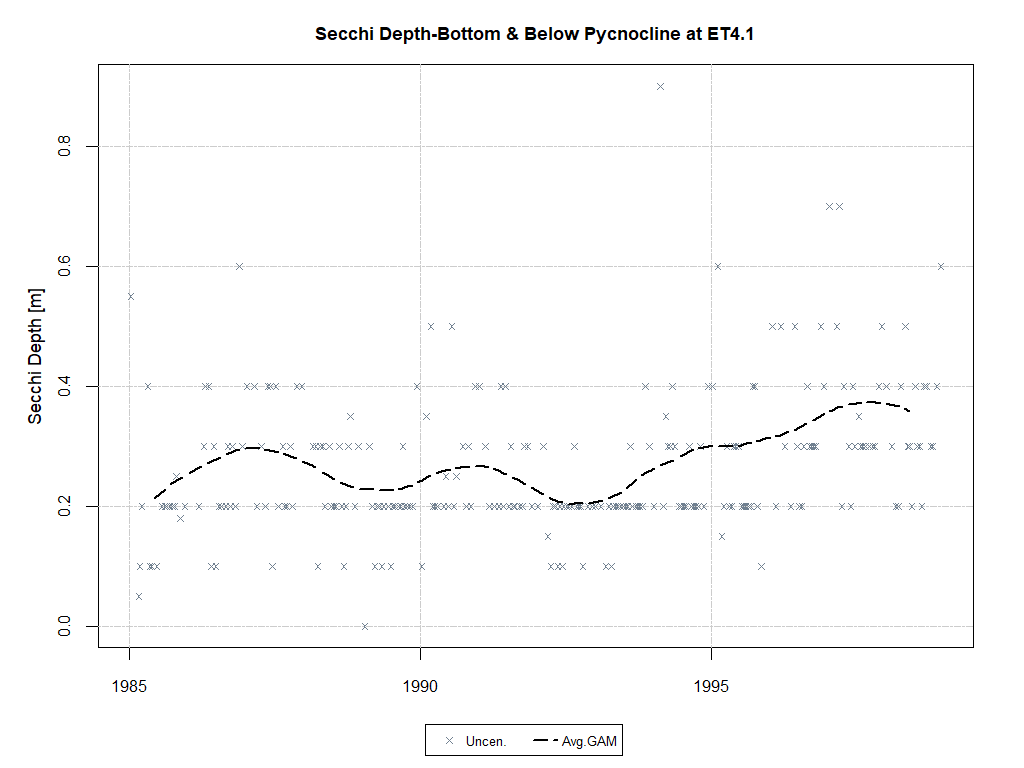 Secchi Depth-Bottom & Below Pycnocline at ET4.1
Secchi Depth [m]
0.8
0.6
0.4
0.2
0.0
1985 1990 1995
Uncen. Avg.GAM